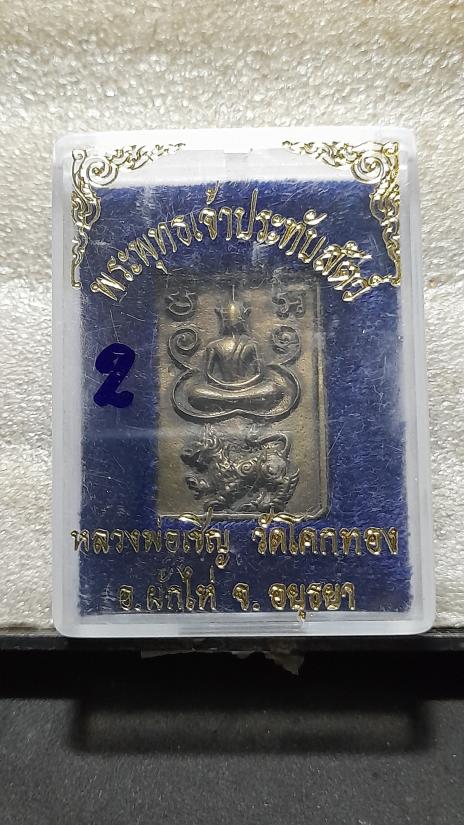 พระพุทธเจ้าประทับสัตว์
2
หลวงพ่อเชิญ วัดโคกทอง
อ.ผักไห่ จ. อยุธยา